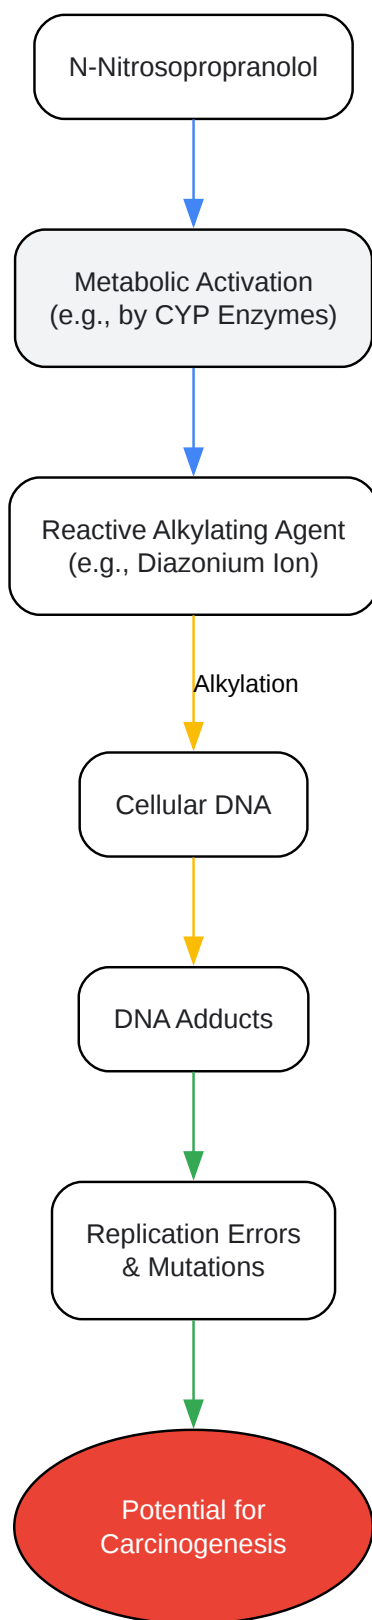 N-Nitrosopropranolol
Metabolic Activation
(e.g., by CYP Enzymes)
Reactive Alkylating Agent
(e.g., Diazonium Ion)
Alkylation
Cellular DNA
DNA Adducts
Replication Errors
& Mutations
Potential for
Carcinogenesis